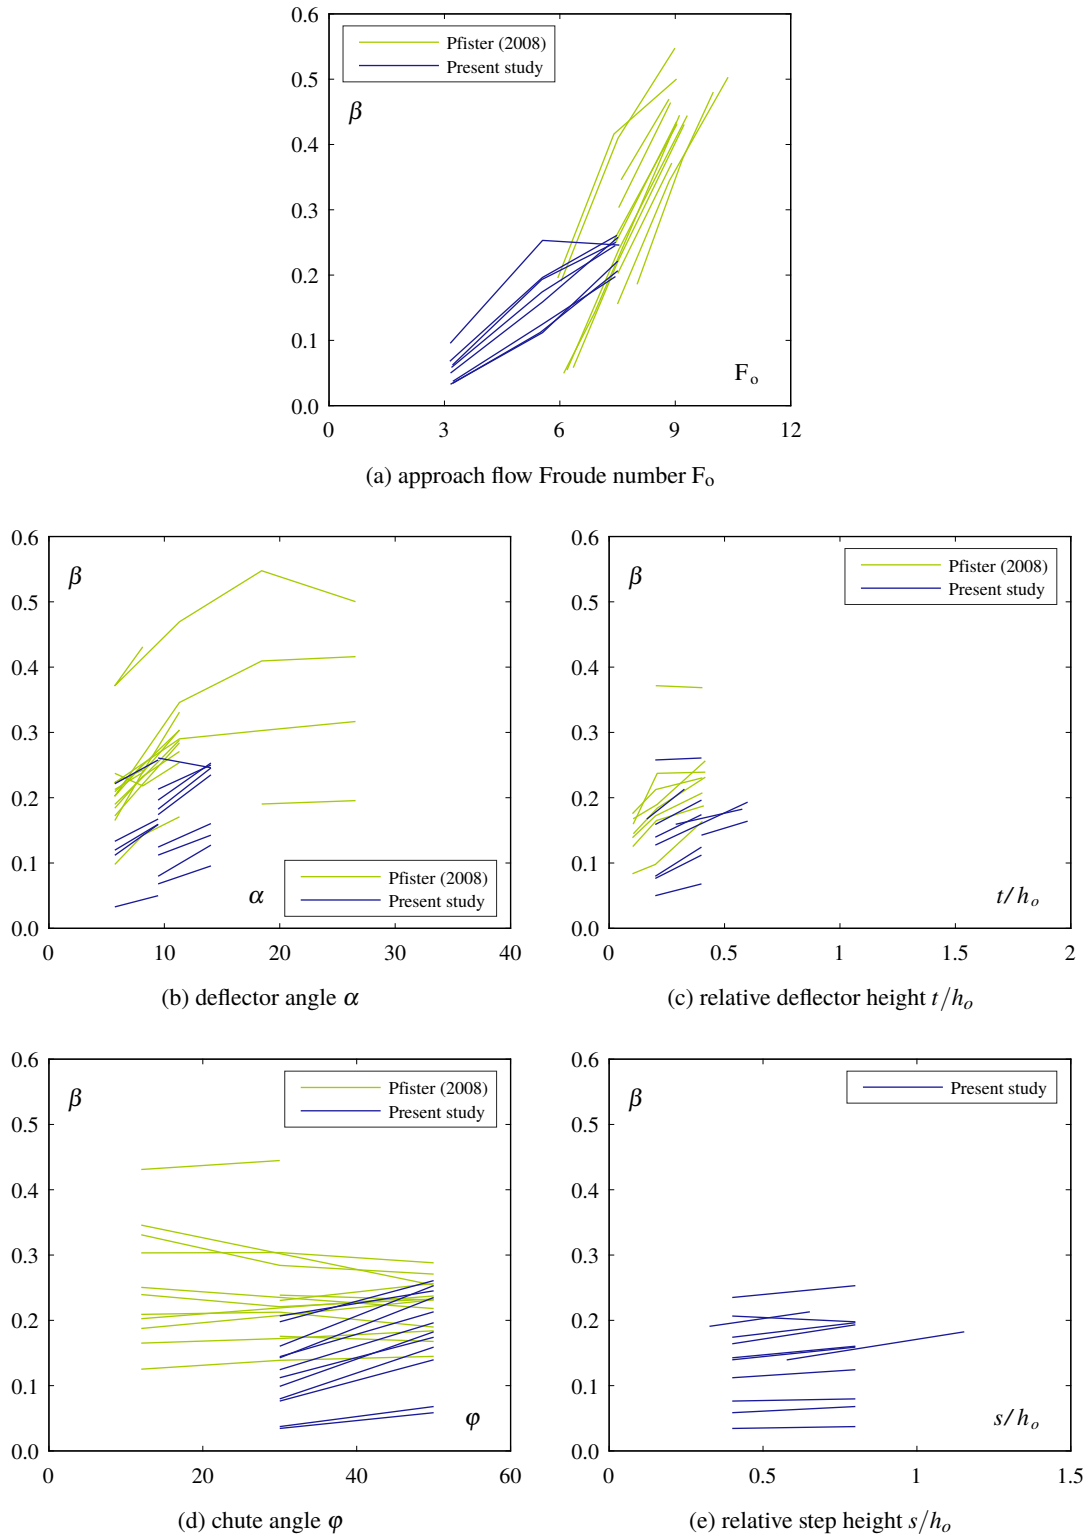 0.6
Pfister (2008)
Present study
0.5
β
0.4
0.3
0.2
0.1
F₀
0.0
0 3 6 9 12
(a) approach flow Froude number F₀
0.6 0.6
β β
Pfister (2008)
Present study
0.5 0.5
0.4 0.4
0.3 0.3
0.2 0.2
0.1 0.1
Pfister (2008)
α t/hₒ
Present study
0.0 0.0
0 10 20 30 40 0 0.5 1 1.5 2
(b) deflector angle α (c) relative deflector height t/hₒ
0.6 0.6
Pfister (2008) Present study
β β
Present study
0.5 0.5
0.4 0.4
0.3 0.3
0.2 0.2
0.1 0.1
φ s/hₒ
0.0 0.0
0 20 40 60 0 0.5 1 1.5
(d) chute angle φ (e) relative step height s/hₒ